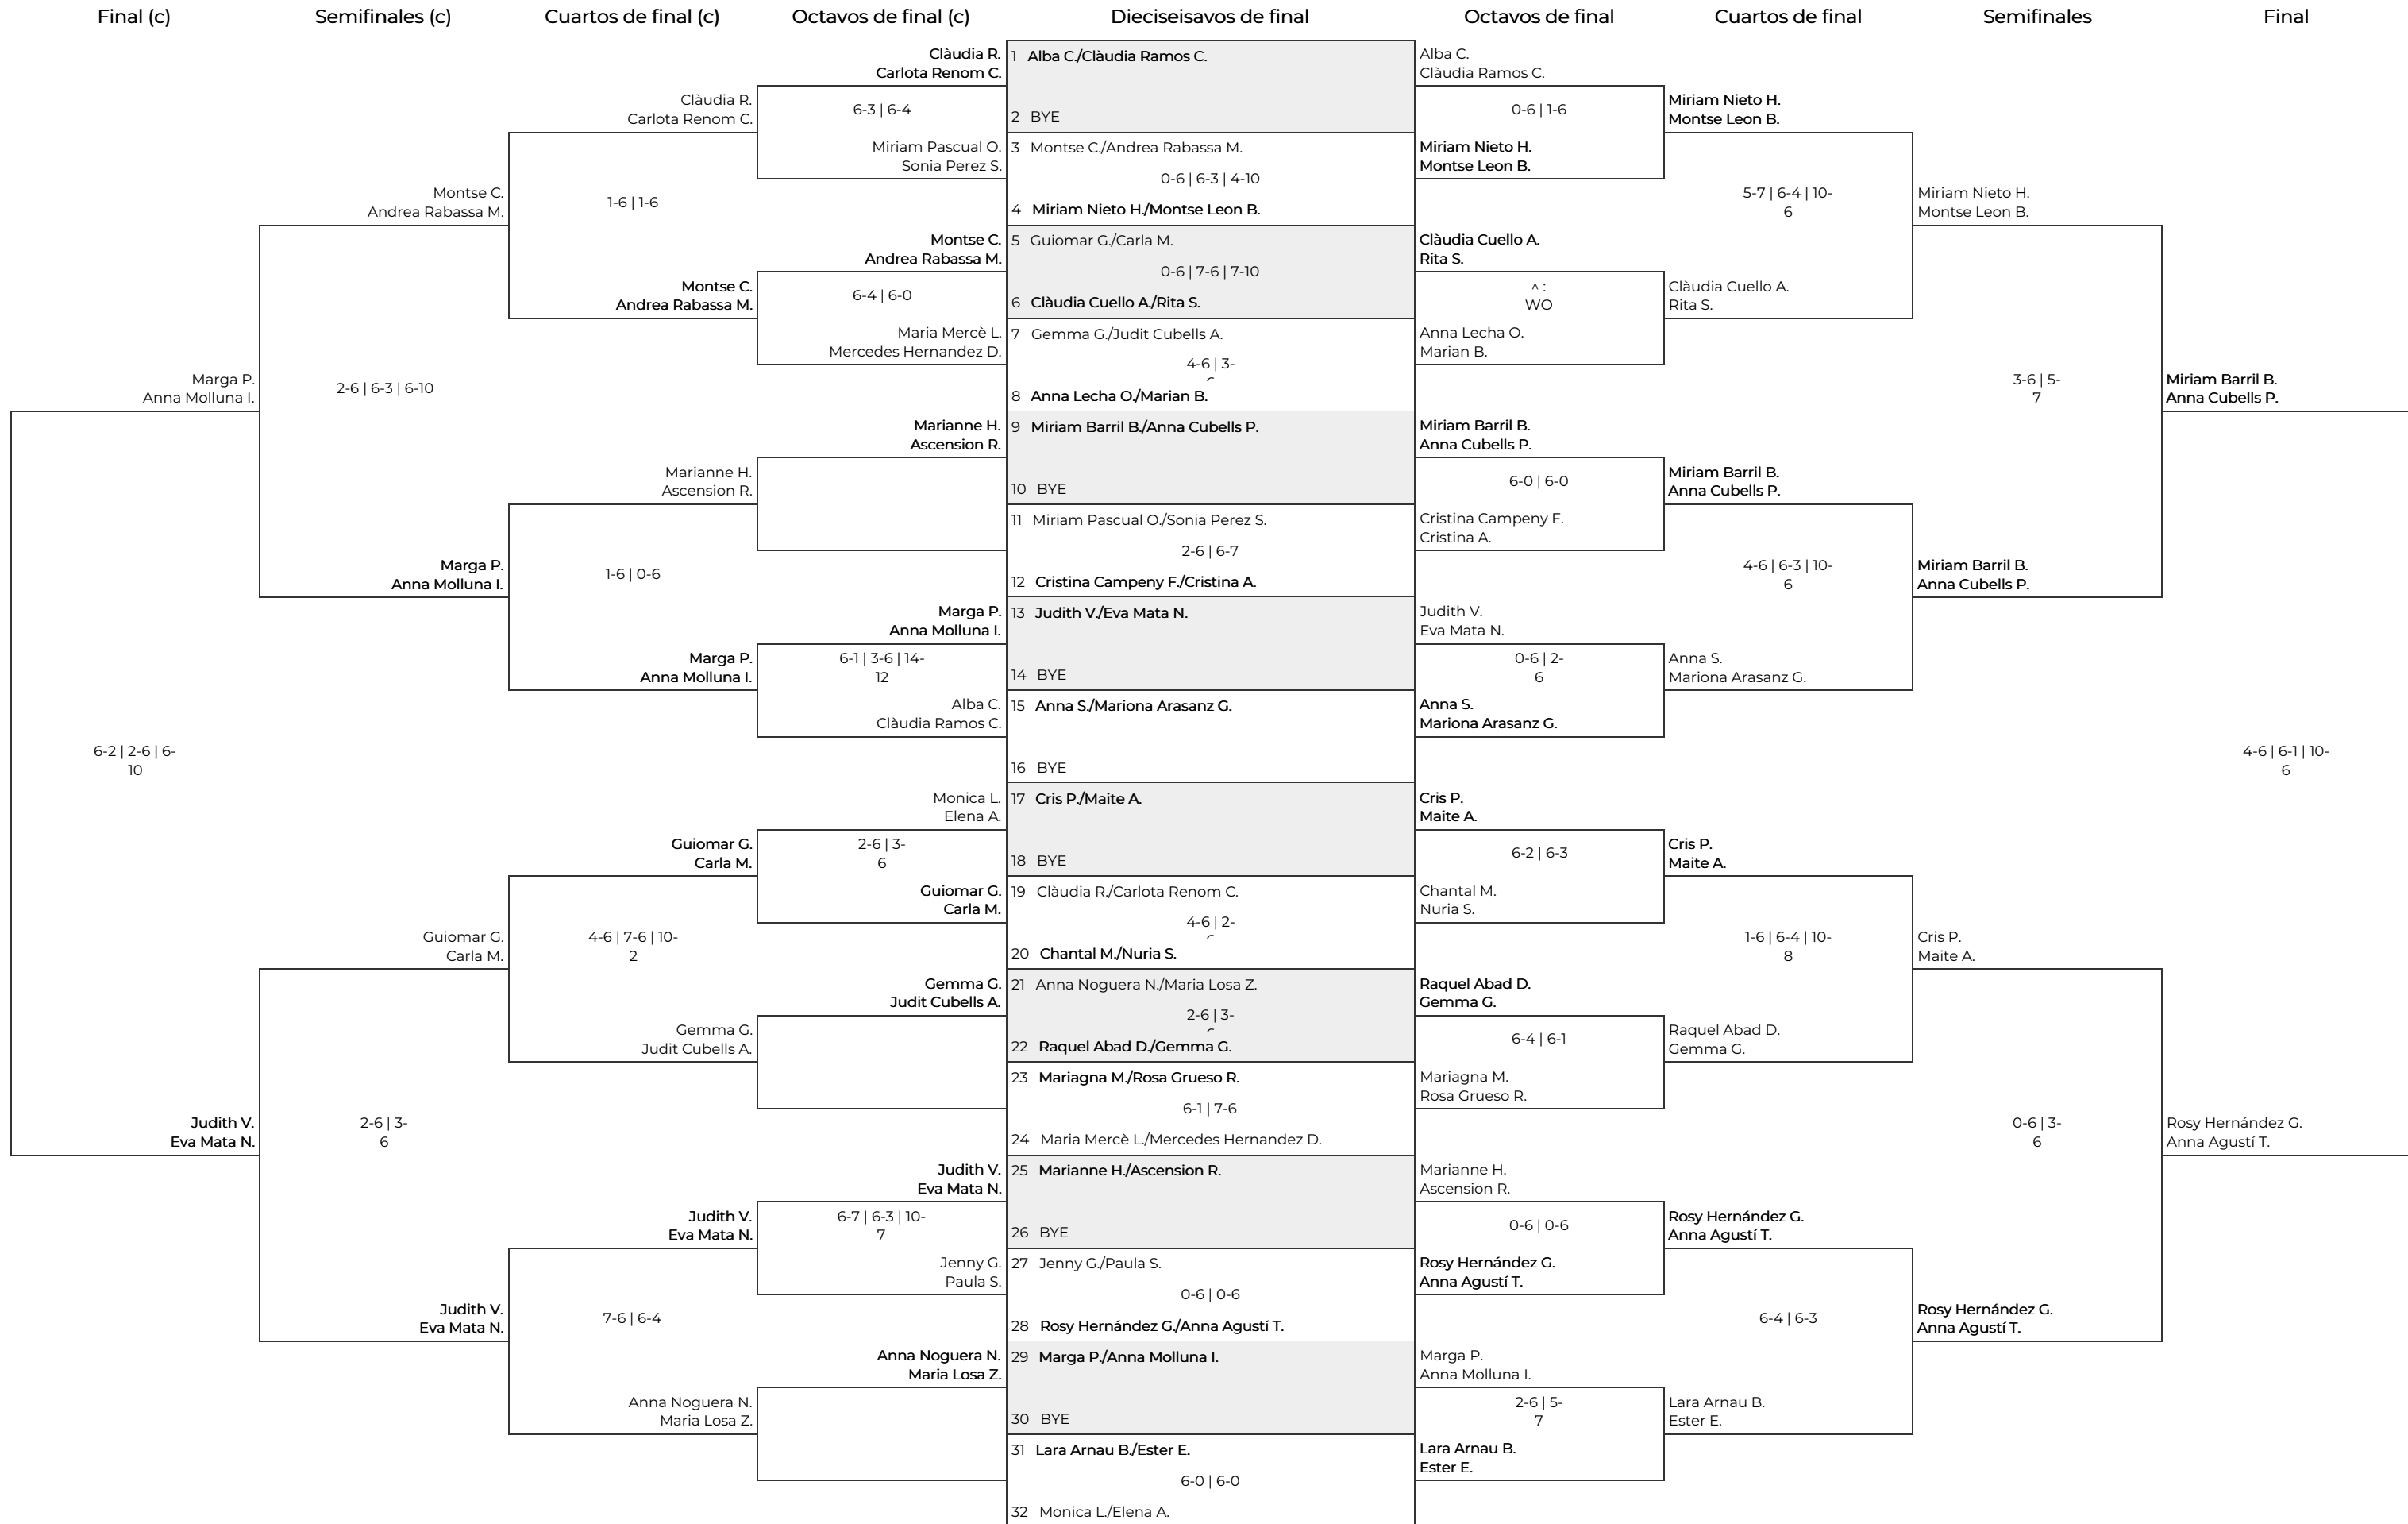 Final (c)
Semifinales (c)
Cuartos de final (c)
Octavos de final (c)
Dieciseisavos de final
Octavos de final
Cuartos de final
Semifinales
Final
Marga P.
Anna Molluna I.
6-2 | 2-6 | 6-
10
Judith V.
Eva Mata N.
Montse C.
Andrea Rabassa M.
2-6 | 6-3 | 6-10
Marga P.
Anna Molluna I.
Guiomar G.
Carla M.
2-6 | 3-
6
Judith V.
Eva Mata N.
Clàudia R.
Carlota Renom C.
1-6 | 1-6
Montse C.
Andrea Rabassa M.
Marianne H.
Ascension R.
1-6 | 0-6
Marga P.
Anna Molluna I.
Guiomar G.
Carla M.
4-6 | 7-6 | 10-
2
Gemma G.
Judit Cubells A.
Judith V.
Eva Mata N.
7-6 | 6-4
Anna Noguera N.
Maria Losa Z.
Clàudia R.
Carlota Renom C.
6-3 | 6-4
Miriam Pascual O.
Sonia Perez S.
Montse C.
Andrea Rabassa M.
6-4 | 6-0
Maria Mercè L.
Mercedes Hernandez D.
Marianne H.
Ascension R.
Marga P.
Anna Molluna I.
6-1 | 3-6 | 14-
12
Alba C.
Clàudia Ramos C.
Monica L.
Elena A.
2-6 | 3-
6
Guiomar G.
Carla M.
Gemma G.
Judit Cubells A.
Judith V.
Eva Mata N.
6-7 | 6-3 | 10-
7
Jenny G.
Paula S.
Anna Noguera N.
Maria Losa Z.
1 Alba C./Clàudia Ramos C.
2 BYE
3 Montse C./Andrea Rabassa M.
0-6 | 6-3 | 4-10
4 Miriam Nieto H./Montse Leon B.
5 Guiomar G./Carla M.
0-6 | 7-6 | 7-10
6 Clàudia Cuello A./Rita S.
7 Gemma G./Judit Cubells A.
4-6 | 3-
8 Anna Lecha O./Marian B.
9 Miriam Barril B./Anna Cubells P.
10 BYE
11 Miriam Pascual O./Sonia Perez S.
2-6 | 6-7
12 Cristina Campeny F./Cristina A.
13 Judith V./Eva Mata N.
14 BYE
15 Anna S./Mariona Arasanz G.
16 BYE
17 Cris P./Maite A.
18 BYE
19 Clàudia R./Carlota Renom C.
4-6 | 2-
20 Chantal M./Nuria S.
21 Anna Noguera N./Maria Losa Z.
2-6 | 3-
22 Raquel Abad D./Gemma G.
23 Mariagna M./Rosa Grueso R.
6-1 | 7-6
24 Maria Mercè L./Mercedes Hernandez D.
25 Marianne H./Ascension R.
26 BYE
27 Jenny G./Paula S.
0-6 | 0-6
28 Rosy Hernández G./Anna Agustí T.
29 Marga P./Anna Molluna I.
30 BYE
31 Lara Arnau B./Ester E.
6-0 | 6-0
32 Monica L./Elena A.
Alba C.
Clàudia Ramos C.
0-6 | 1-6
Miriam Nieto H.
Montse Leon B.
Clàudia Cuello A.
Rita S.
^ :
WO
Anna Lecha O.
Marian B.
Miriam Barril B.
Anna Cubells P.
6-0 | 6-0
Cristina Campeny F.
Cristina A.
Judith V.
Eva Mata N.
0-6 | 2-
6
Anna S.
Mariona Arasanz G.
Cris P.
Maite A.
6-2 | 6-3
Chantal M.
Nuria S.
Raquel Abad D.
Gemma G.
6-4 | 6-1
Mariagna M.
Rosa Grueso R.
Marianne H.
Ascension R.
0-6 | 0-6
Rosy Hernández G.
Anna Agustí T.
Marga P.
Anna Molluna I.
2-6 | 5-
7
Lara Arnau B.
Ester E.
Miriam Nieto H.
Montse Leon B.
5-7 | 6-4 | 10-
6
Clàudia Cuello A.
Rita S.
Miriam Barril B.
Anna Cubells P.
4-6 | 6-3 | 10-
6
Anna S.
Mariona Arasanz G.
Cris P.
Maite A.
1-6 | 6-4 | 10-
8
Raquel Abad D.
Gemma G.
Rosy Hernández G.
Anna Agustí T.
6-4 | 6-3
Lara Arnau B.
Ester E.
Miriam Nieto H.
Montse Leon B.
3-6 | 5-
7
Miriam Barril B.
Anna Cubells P.
Cris P.
Maite A.
0-6 | 3-
6
Rosy Hernández G.
Anna Agustí T.
Miriam Barril B.
Anna Cubells P.
4-6 | 6-1 | 10-
6
Rosy Hernández G.
Anna Agustí T.